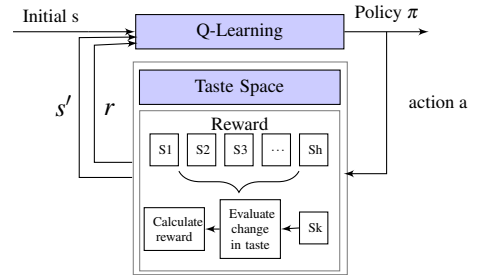 Initial s
Q-Learning
Policy π
Taste Space
action a
s′
r
Reward
S1 S2 S3 ... Sh
Calculate
reward
Evaluate
change
in taste
Sk